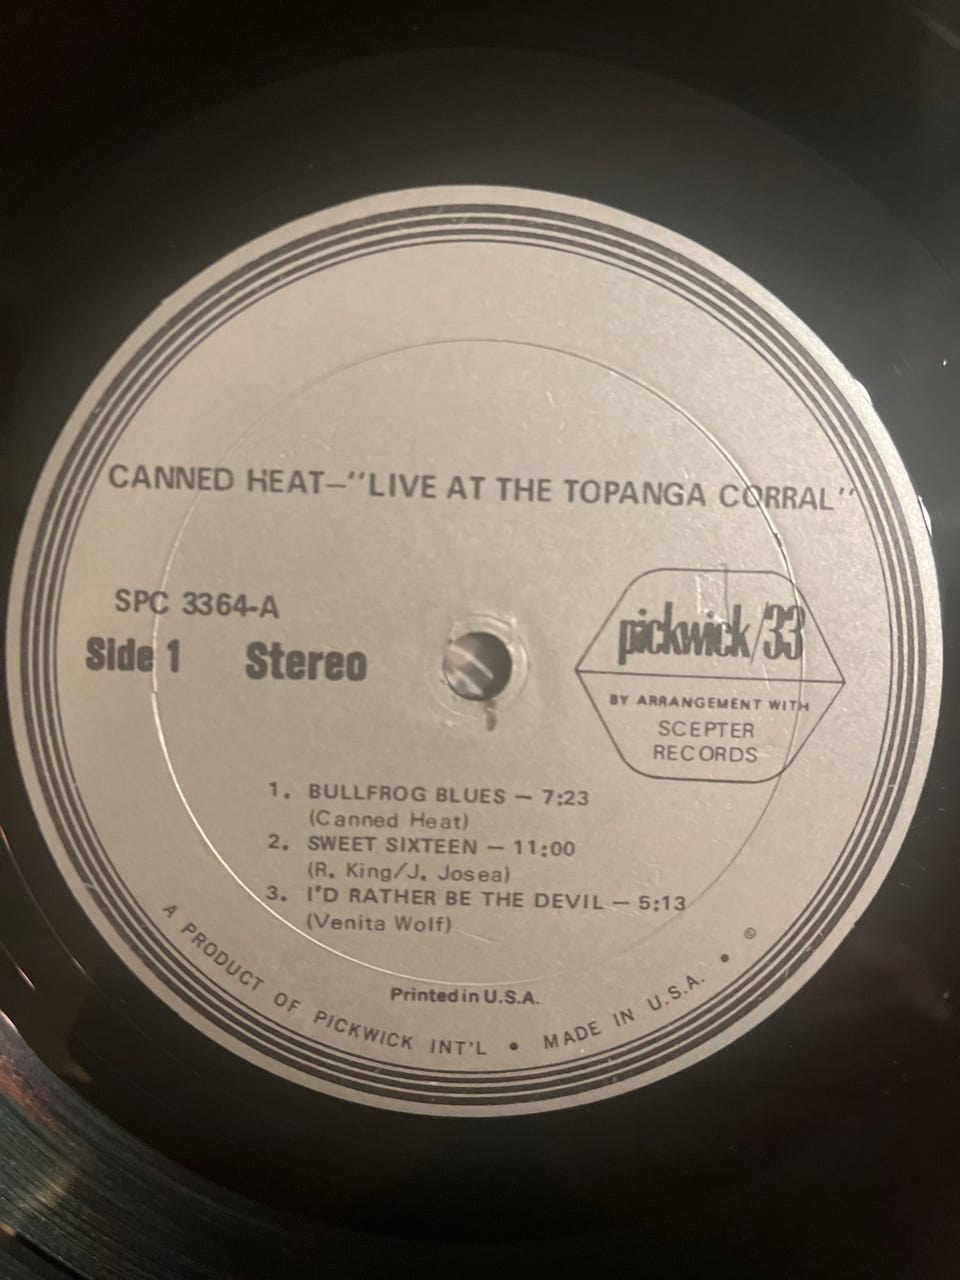 CANNED HEAT—"LIVE AT THE TOPANGA CORRAL"
SPC 3364-A
Side 1 Stereo
pickwick/33
BY ARRANGEMENT WITH
SCEPTER
RECORDS
1. BULLFROG BLUES — 7:23
(Canned Heat)
2. SWEET SIXTEEN — 11:00
(R. King/J. Josea)
3. I'D RATHER BE THE DEVIL — 5:13
(Venita Wolf)
Printed in U.S.A.
A PRODUCT OF PICKWICK INT'L • MADE IN U.S.A. • ©